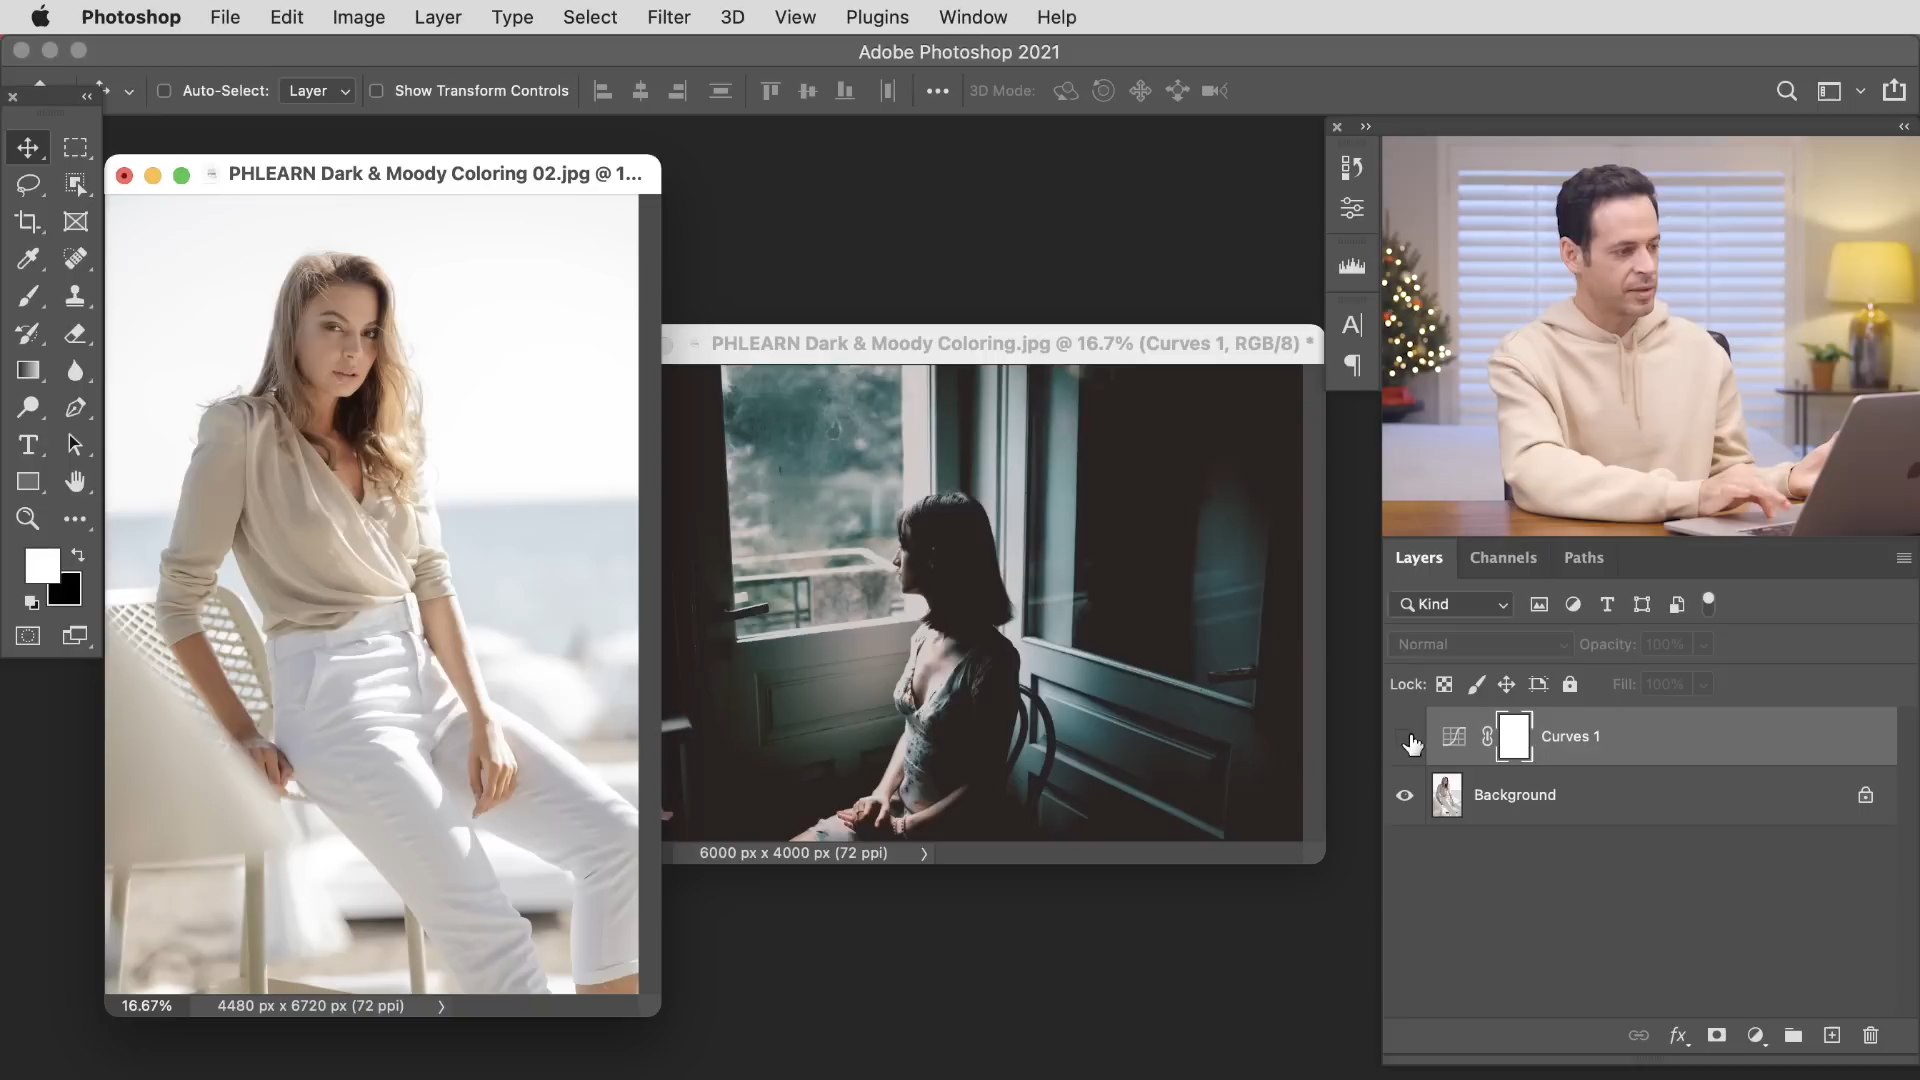 Photoshop File Edit Image Layer Type Select Filter 3D View Plugins Window Help
Adobe Photoshop 2021
Auto-Select: Layer Show Transform Controls 3D Mode:
PHLEARN Dark & Moody Coloring 02.jpg @ 1...
PHLEARN Dark & Moody Coloring.jpg @ 16.7% (Curves 1, RGB/8) *
6000 px x 4000 px (72 ppi)
16.67% 4480 px x 6720 px (72 ppi)
Layers Channels Paths
Kind
Normal Opacity: 100%
Lock: Fill: 100%
Curves 1
Background